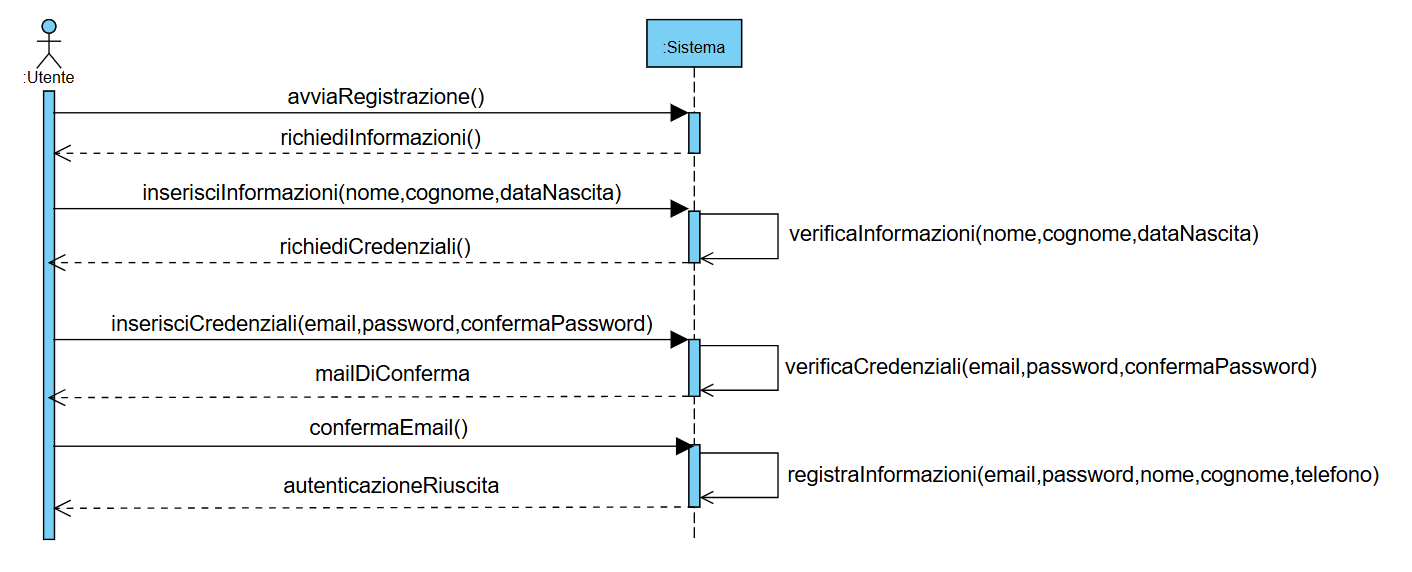 :Utente
:Sistema
avviaRegistrazione()
richiediInformazioni()
inserisciInformazioni(nome,cognome,dataNascita)
verificaInformazioni(nome,cognome,dataNascita)
richiediCredenziali()
inserisciCredenziali(email,password,confermaPassword)
verificaCredenziali(email,password,confermaPassword)
mailDiConferma
confermaEmail()
registraInformazioni(email,password,nome,cognome,telefono)
autenticazioneRiuscita